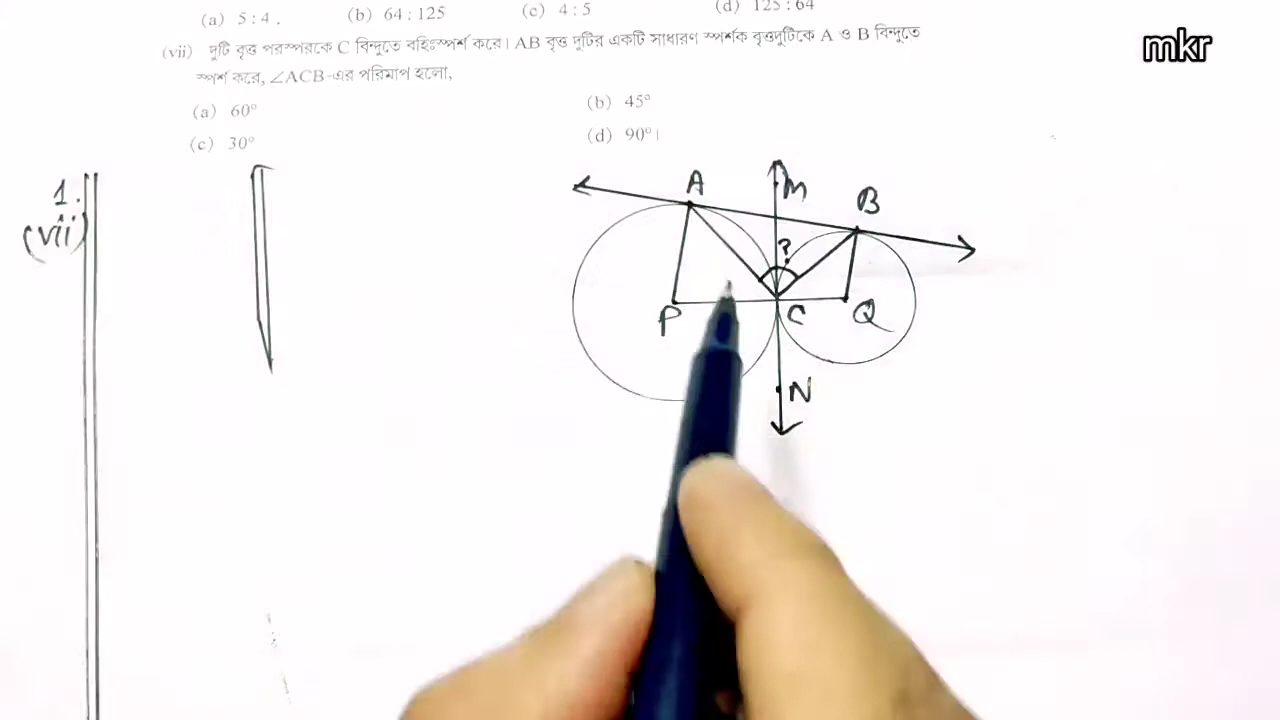 (a) 5 : 4 .
(b) 64 : 125
(c) 4 : 5
(d) 125 : 64
(vii) দুটি বৃত্ত পরস্পরকে C বিন্দুতে বহিঃস্পর্শ করে। AB বৃত্ত দুটির একটি সাধারণ স্পর্শক বৃত্তদুটিকে A ও B বিন্দুতে
স্পর্শ করে, ∠ACB-এর পরিমাপ হলো,
(a) 60°
(b) 45°
(c) 30°
(d) 90°।
mkr
1.
(vii)
A
M
B
?
P
C
Q
N